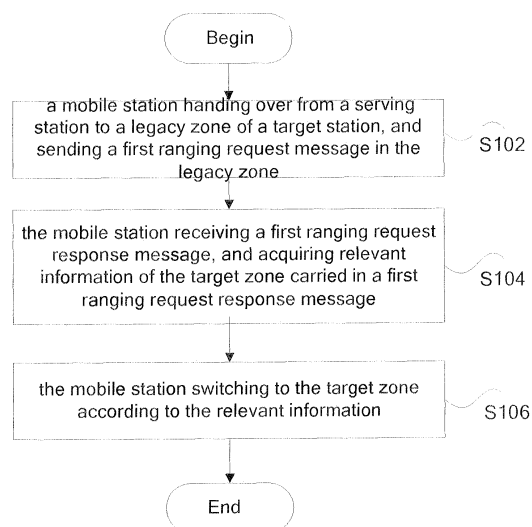 Begin
a mobile station handing over from a serving
station to a legacy zone of a target station, and
sending a first ranging request message in the
legacy zone
S102
the mobile station receiving a first ranging request
response message, and acquiring relevant
information of the target zone carried in a first
ranging request response message
S104
the mobile station switching to the target zone
according to the relevant information
S106
End